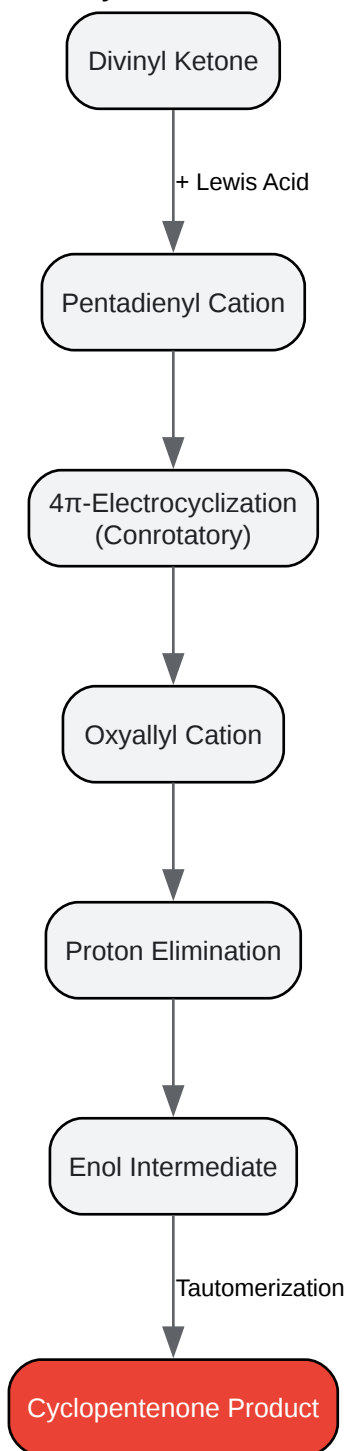 Divinyl Ketone
+ Lewis Acid
Pentadienyl Cation
4π-Electrocyclization
(Conrotatory)
Oxyallyl Cation
Proton Elimination
Enol Intermediate
Tautomerization
Cyclopentenone Product